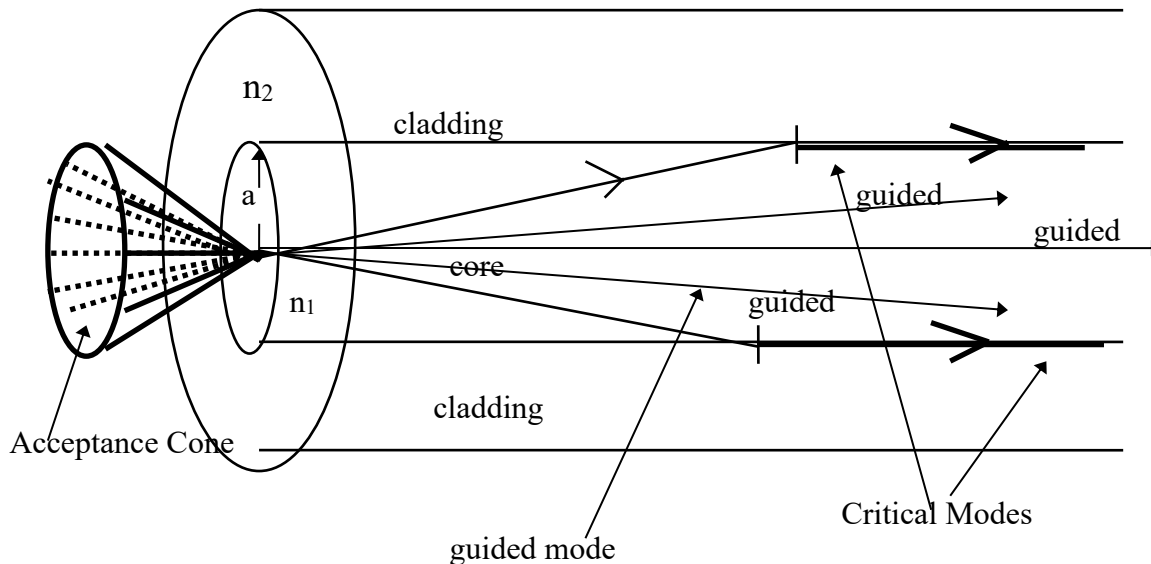 n₂
cladding
a
guided
guided
core
n₁
guided
cladding
Acceptance Cone
Critical Modes
guided mode